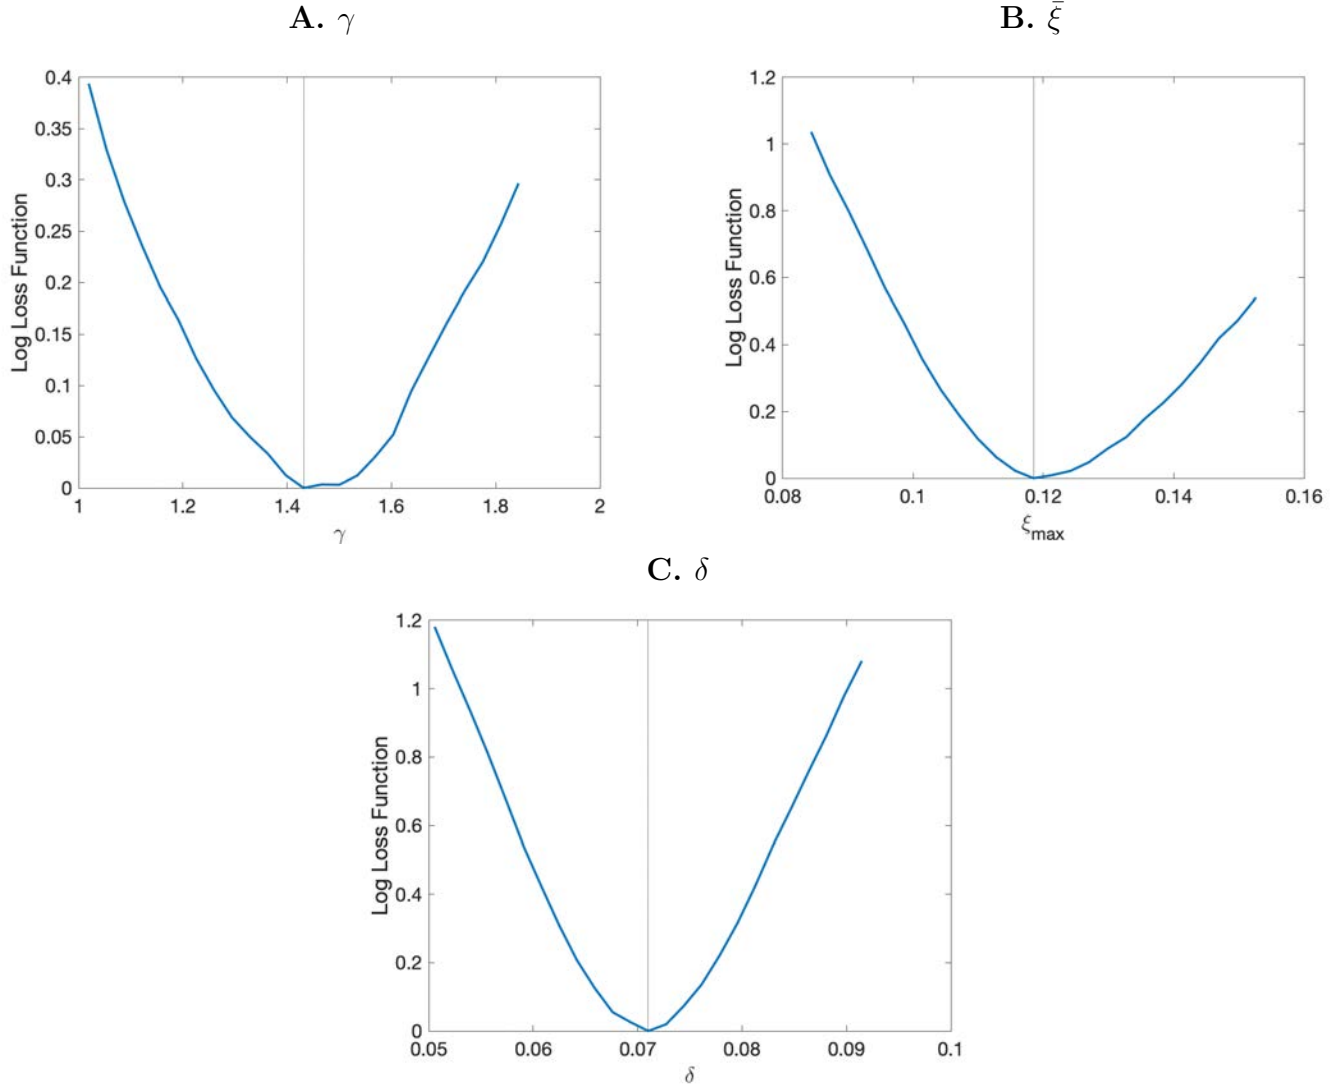 A. γ
0.4
0.35
0.3
0.25
0.2
0.15
0.1
0.05
0
Log Loss Function
1 1.2 1.4 1.6 1.8 2
γ
B. ξ̄
1.2
1
0.8
0.6
0.4
0.2
0
Log Loss Function
0.08 0.1 0.12 0.14 0.16
ξmax
C. δ
1.2
1
0.8
0.6
0.4
0.2
0
Log Loss Function
0.05 0.06 0.07 0.08 0.09 0.1
δ